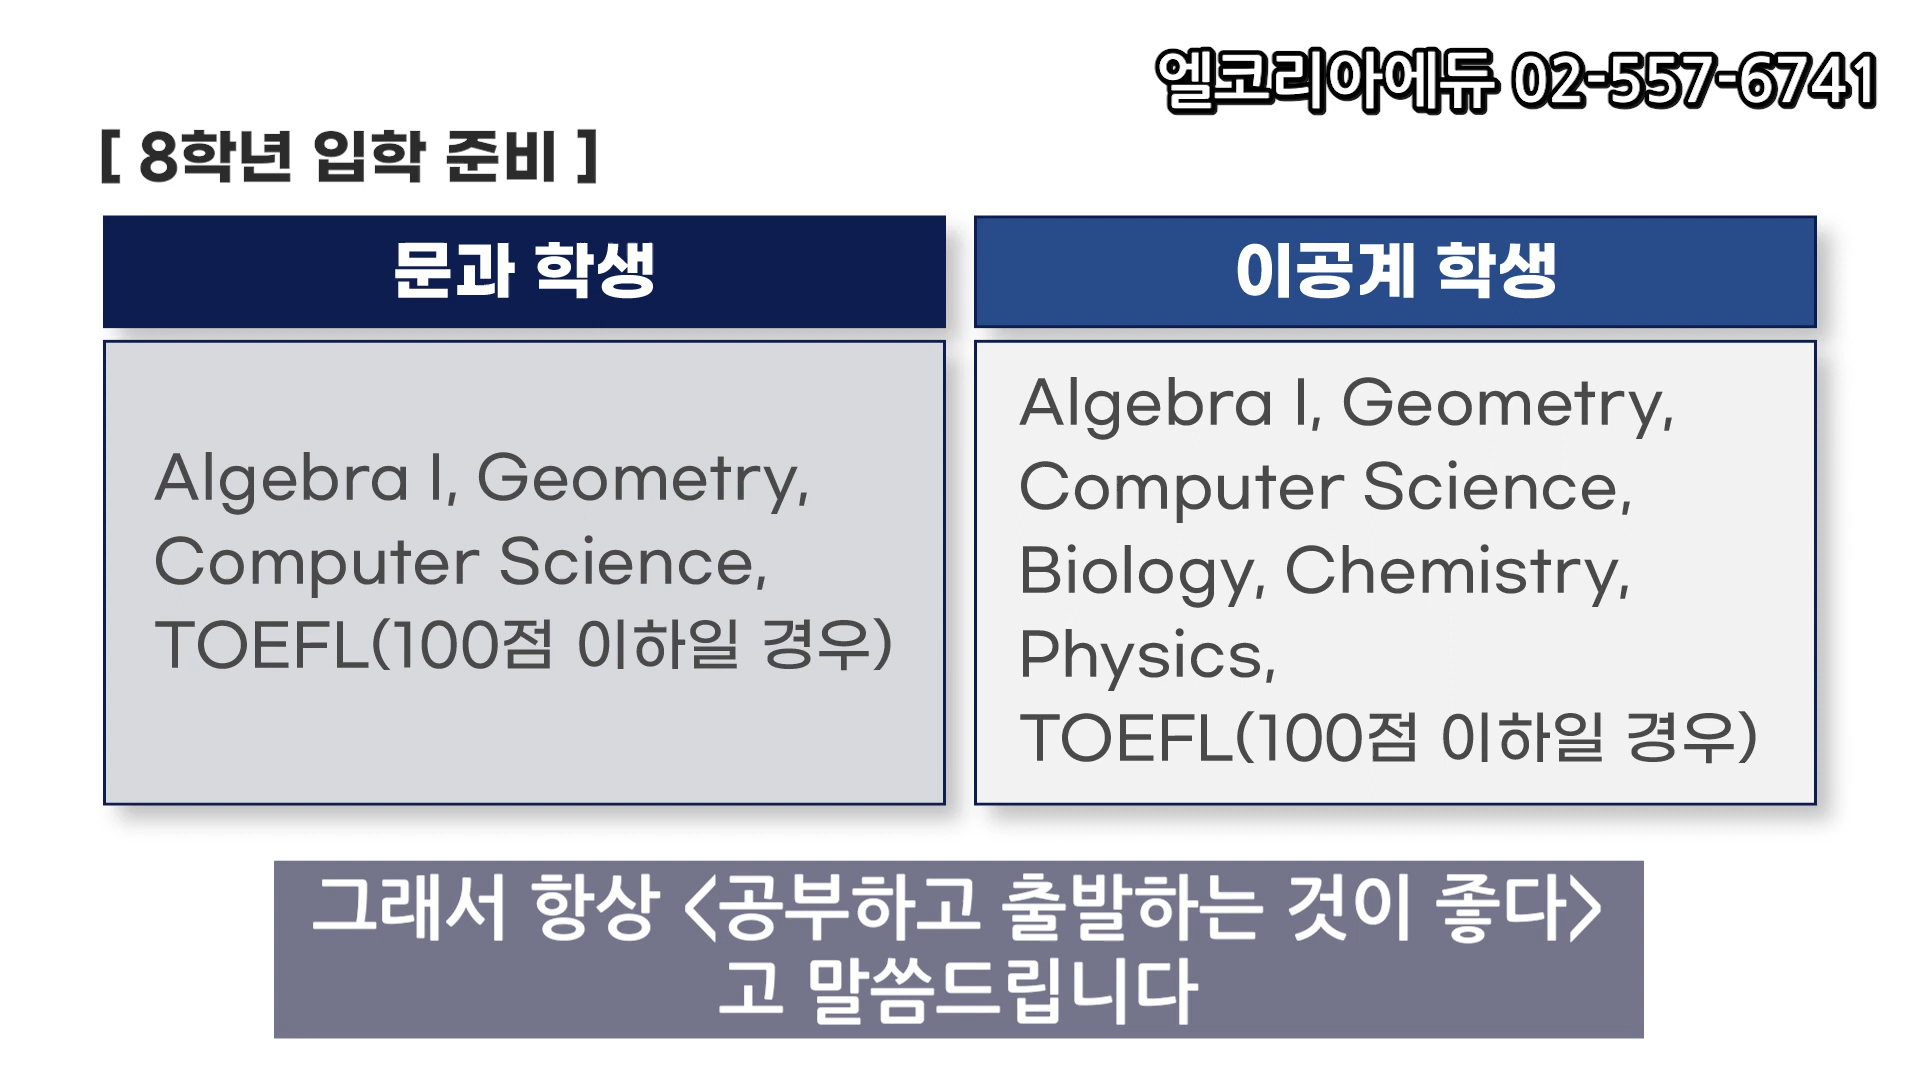 엘코리아에듀 02-557-6741
[ 8학년 입학 준비 ]
문과 학생
Algebra I, Geometry,
Computer Science,
TOEFL(100점 이하일 경우)
이공계 학생
Algebra I, Geometry,
Computer Science,
Biology, Chemistry,
Physics,
TOEFL(100점 이하일 경우)
그래서 항상 <공부하고 출발하는 것이 좋다>
고 말씀드립니다